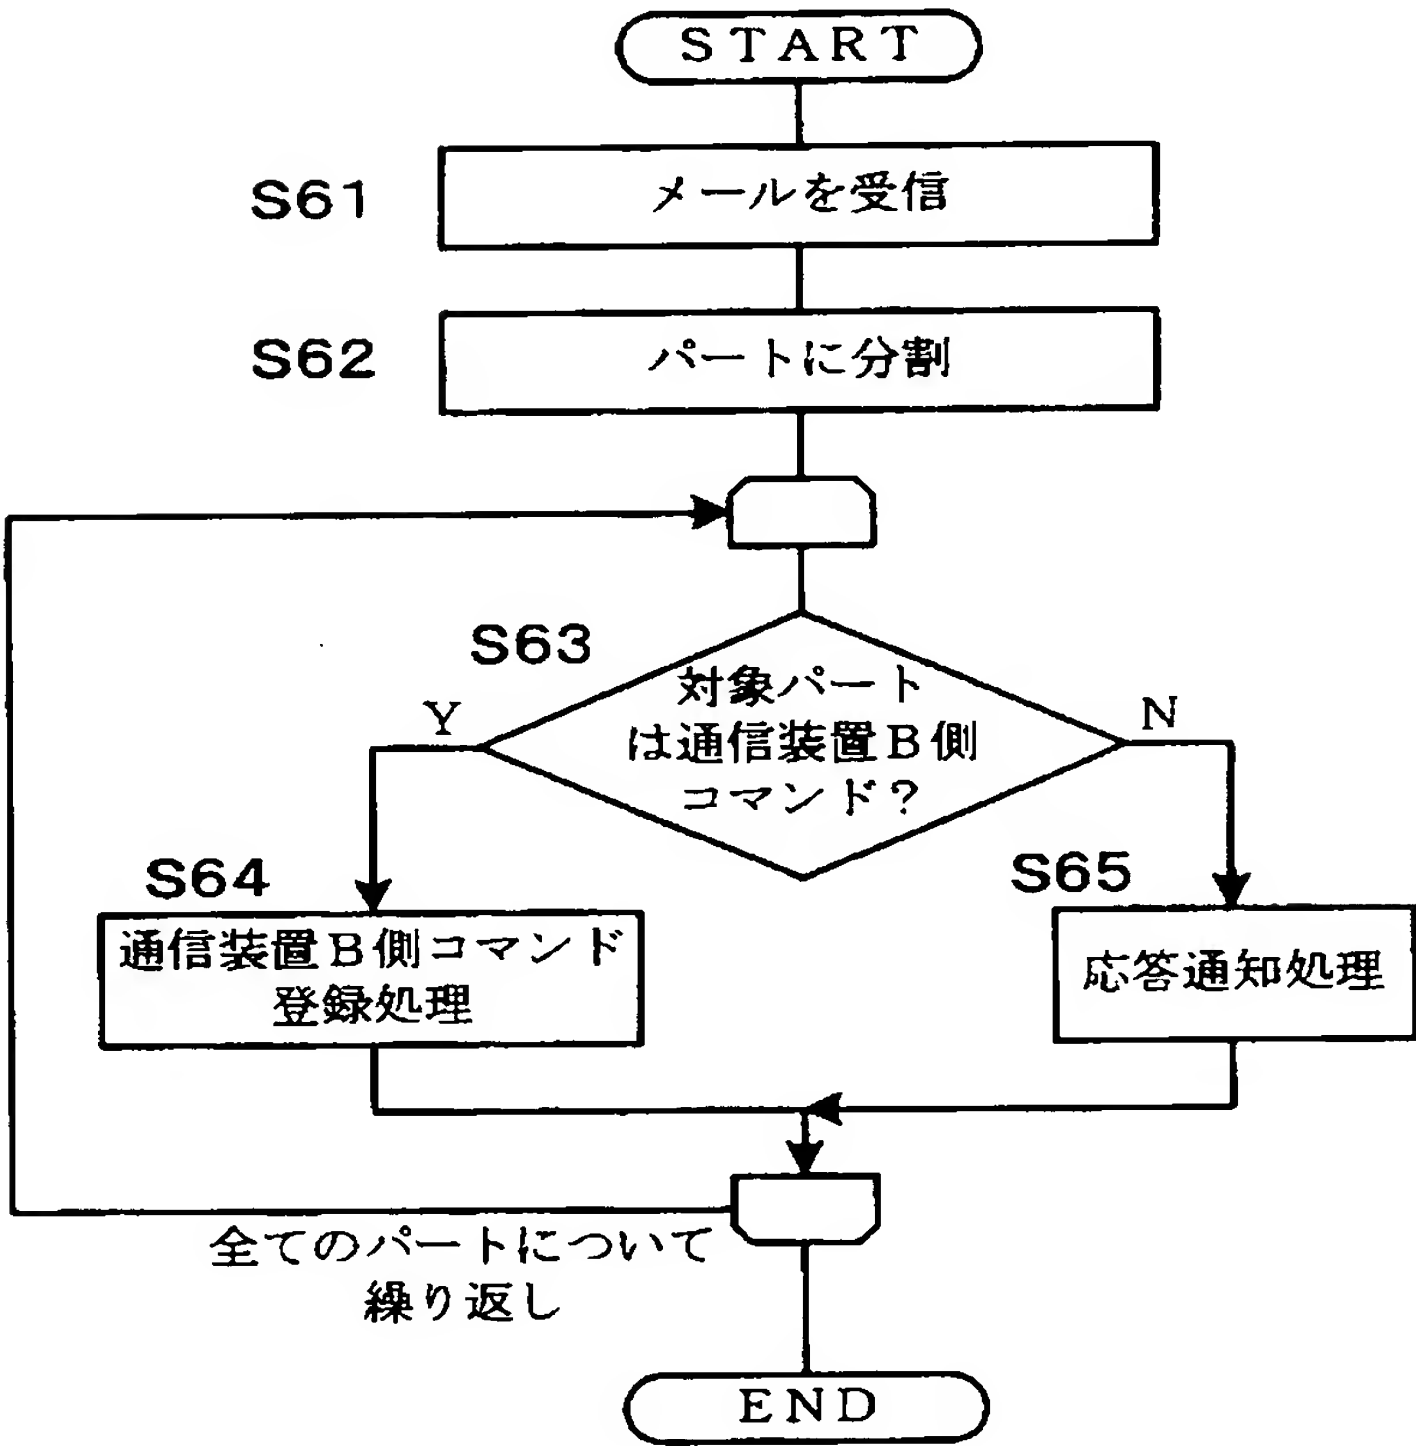 START
S61
メールを受信
S62
パートに分割
S63
対象パート
は通信装置B側
コマンド?
Y
N
S64
通信装置B側コマンド
登録処理
S65
応答通知処理
全てのパートについて
繰り返し
END